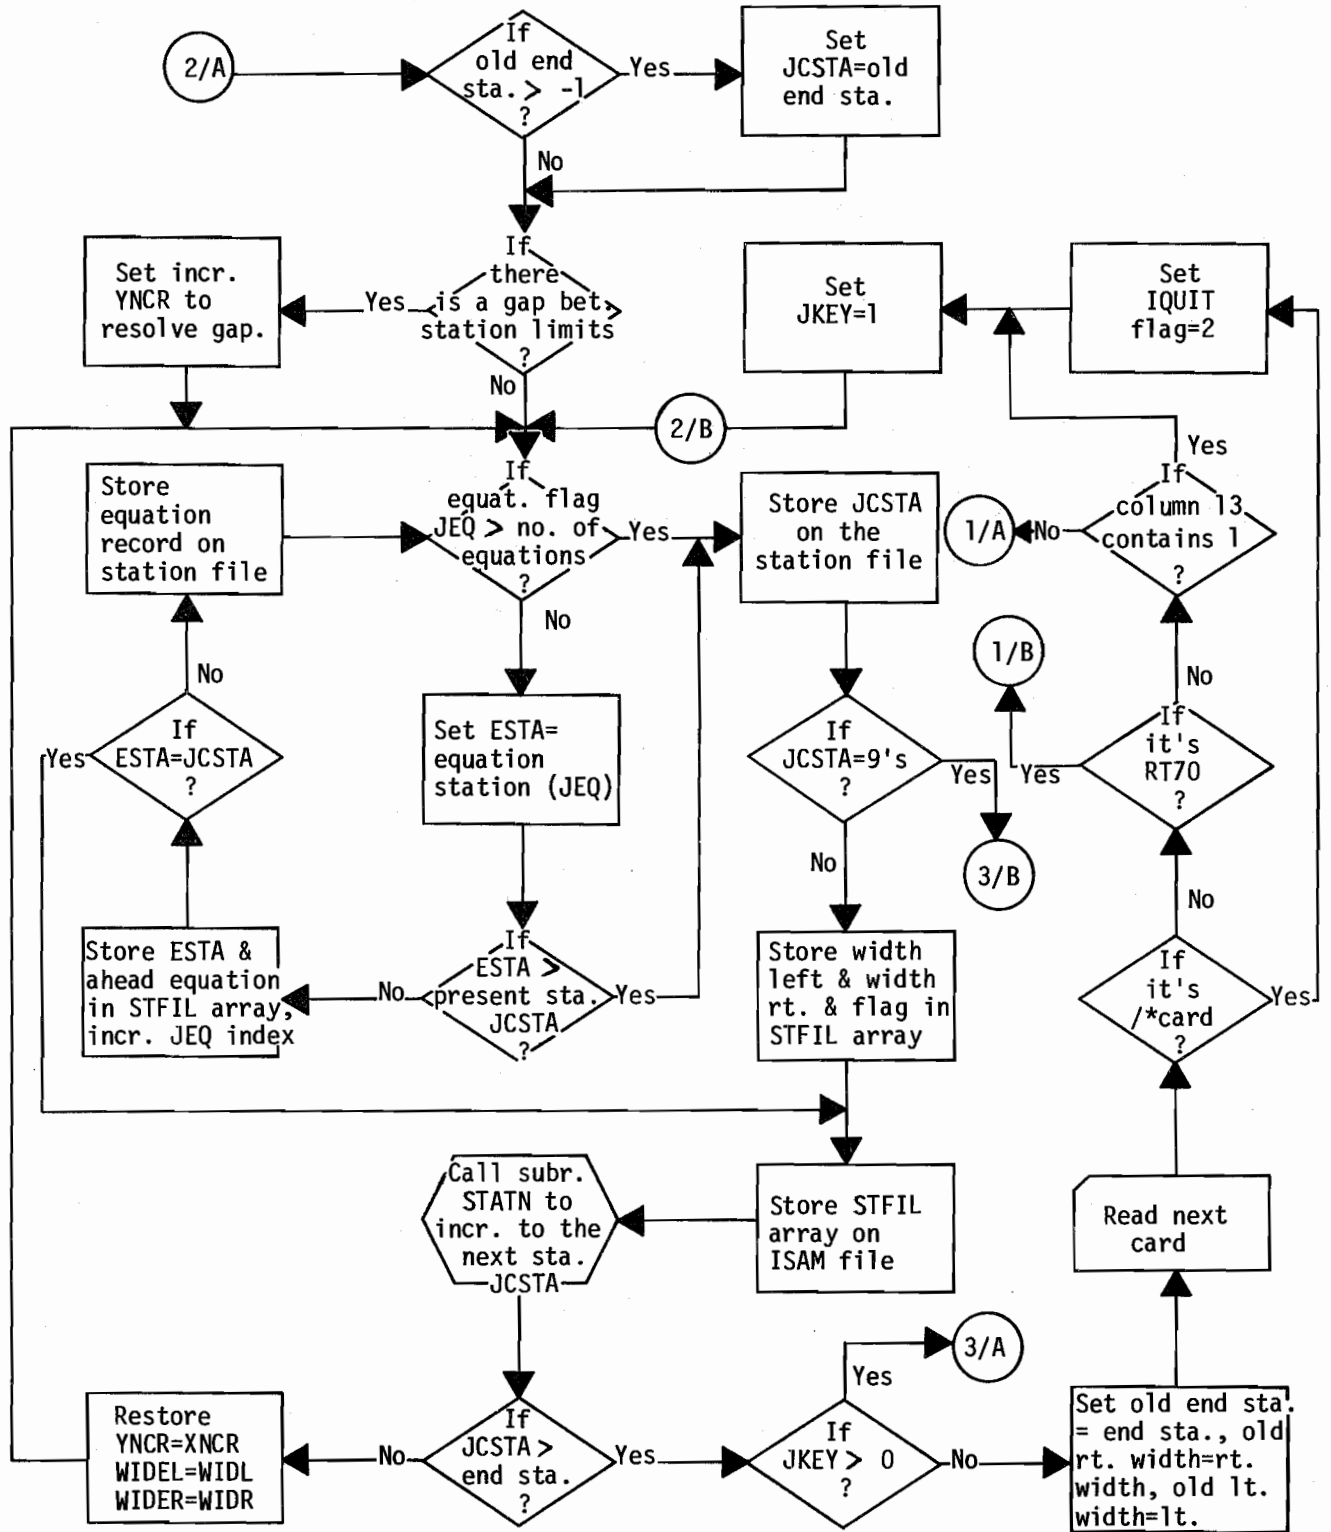 2/A
If
old end
sta. > -1
?
Yes
No
Set
JCSTA=old
end sta.
If
there
is a gap bet.
station limits
?
Yes
No
Set incr.
YNCR to
resolve gap.
Set
JKEY=1
Set
IQUIT
flag=2
2/B
Store
equation
record on
station file
If
equat. flag
JEQ > no. of
equations
?
Yes
No
Store JCSTA
on the
station file
1/A
No
Yes
If
column 13
contains 1
?
1/B
No
Yes
If
it's
RT70
?
No
If
ESTA=JCSTA
?
Yes
Set ESTA=
equation
station (JEQ)
If
JCSTA=9's
?
Yes
No
3/B
No
If
it's
/*card
?
Yes
Store ESTA &
ahead equation
in STFIL array,
incr. JEQ index
No
If
ESTA >
present sta.
JCSTA
?
Yes
Store width
left & width
rt. & flag in
STFIL array
Call subr.
STATN to
incr. to the
next sta.
JCSTA
Store STFIL
array on
ISAM file
Read next
card
3/A
Yes
Restore
YNCR=XNCR
WIDEL=WIDL
WIDER=WIDR
No
If
JCSTA >
end sta.
?
Yes
If
JKEY > 0
?
No
Set old end sta.
= end sta., old
rt. width=rt.
width, old lt.
width=lt.